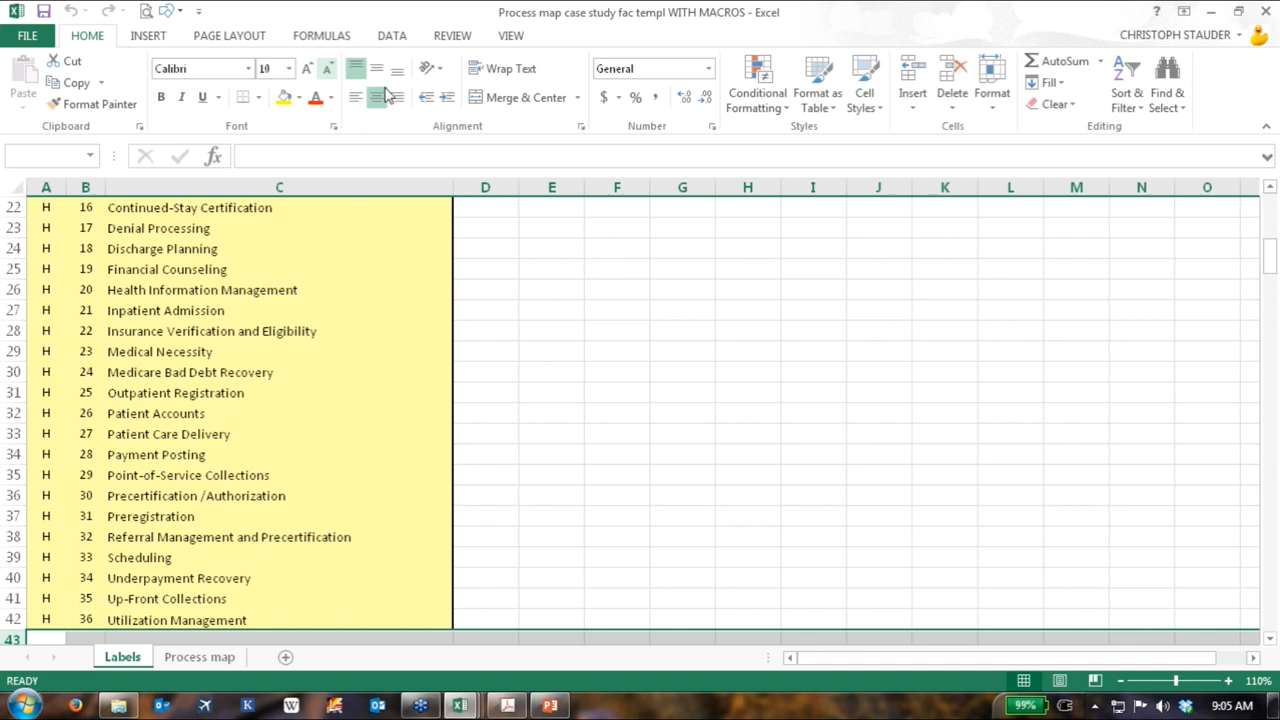 Process map case study fac templ WITH MACROS - Excel
FILE HOME INSERT PAGE LAYOUT FORMULAS DATA REVIEW VIEW CHRISTOPH STAUDER
Cut
Copy
Format Painter
Paste
Clipboard
Calibri 10
B I U
Font
Wrap Text
Merge & Center
Alignment
General
$ % ,
Number
Conditional Formatting
Format as Table
Cell Styles
Styles
Insert
Delete
Format
Cells
AutoSum
Fill
Clear
Sort & Filter
Find & Select
Editing
fx
A B C D E F G H I J K L M N O
22 H 16 Continued-Stay Certification
23 H 17 Denial Processing
24 H 18 Discharge Planning
25 H 19 Financial Counseling
26 H 20 Health Information Management
27 H 21 Inpatient Admission
28 H 22 Insurance Verification and Eligibility
29 H 23 Medical Necessity
30 H 24 Medicare Bad Debt Recovery
31 H 25 Outpatient Registration
32 H 26 Patient Accounts
33 H 27 Patient Care Delivery
34 H 28 Payment Posting
35 H 29 Point-of-Service Collections
36 H 30 Precertification /Authorization
37 H 31 Preregistration
38 H 32 Referral Management and Precertification
39 H 33 Scheduling
40 H 34 Underpayment Recovery
41 H 35 Up-Front Collections
42 H 36 Utilization Management
43
Labels Process map
READY 110%
99% 9:05 AM